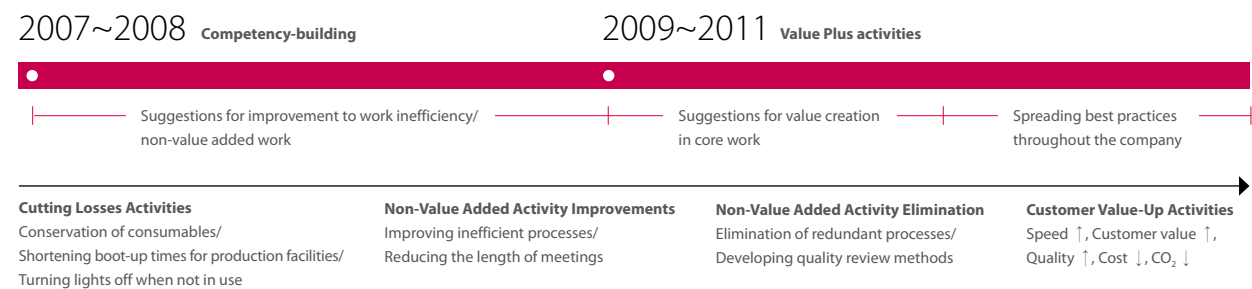 2007~2008 Competency-building
2009~2011 Value Plus activities
Suggestions for improvement to work inefficiency/
non-value added work
Suggestions for value creation
in core work
Spreading best practices
throughout the company
Cutting Losses Activities
Conservation of consumables/
Shortening boot-up times for production facilities/
Turning lights off when not in use
Non-Value Added Activity Improvements
Improving inefficient processes/
Reducing the length of meetings
Non-Value Added Activity Elimination
Elimination of redundant processes/
Developing quality review methods
Customer Value-Up Activities
Speed ↑, Customer value ↑,
Quality ↑, Cost ↓, CO₂ ↓